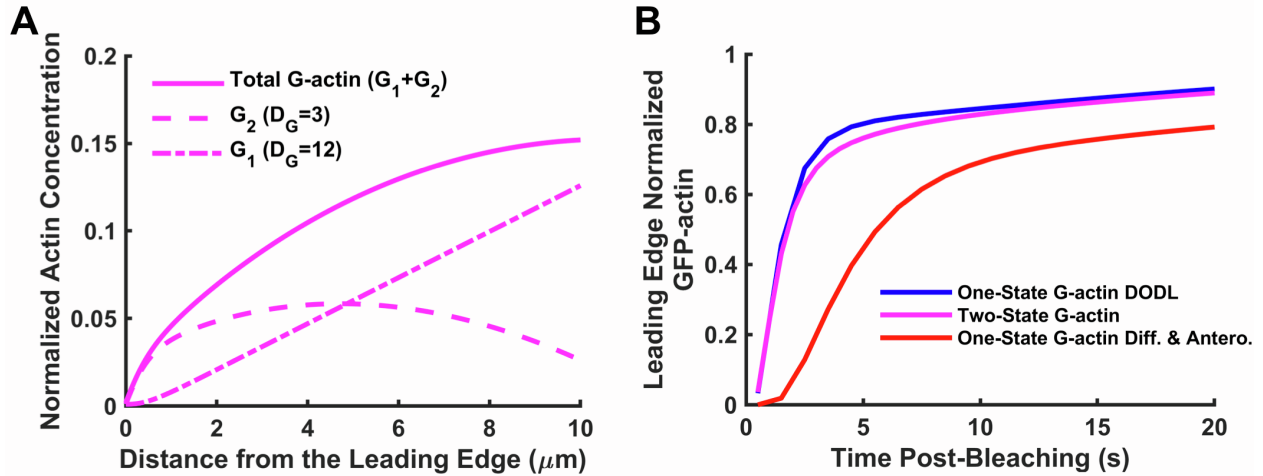 A
Normalized Actin Concentration
0.2
0.15
0.1
0.05
0
Total G-actin (G₁+G₂)
G₂ (D_G=3)
G₁ (D_G=12)
0 2 4 6 8 10
Distance from the Leading Edge (μm)
B
Leading Edge Normalized
GFP-actin
1
0.8
0.6
0.4
0.2
0
One-State G-actin DODL
Two-State G-actin
One-State G-actin Diff. & Antero.
0 5 10 15 20
Time Post-Bleaching (s)